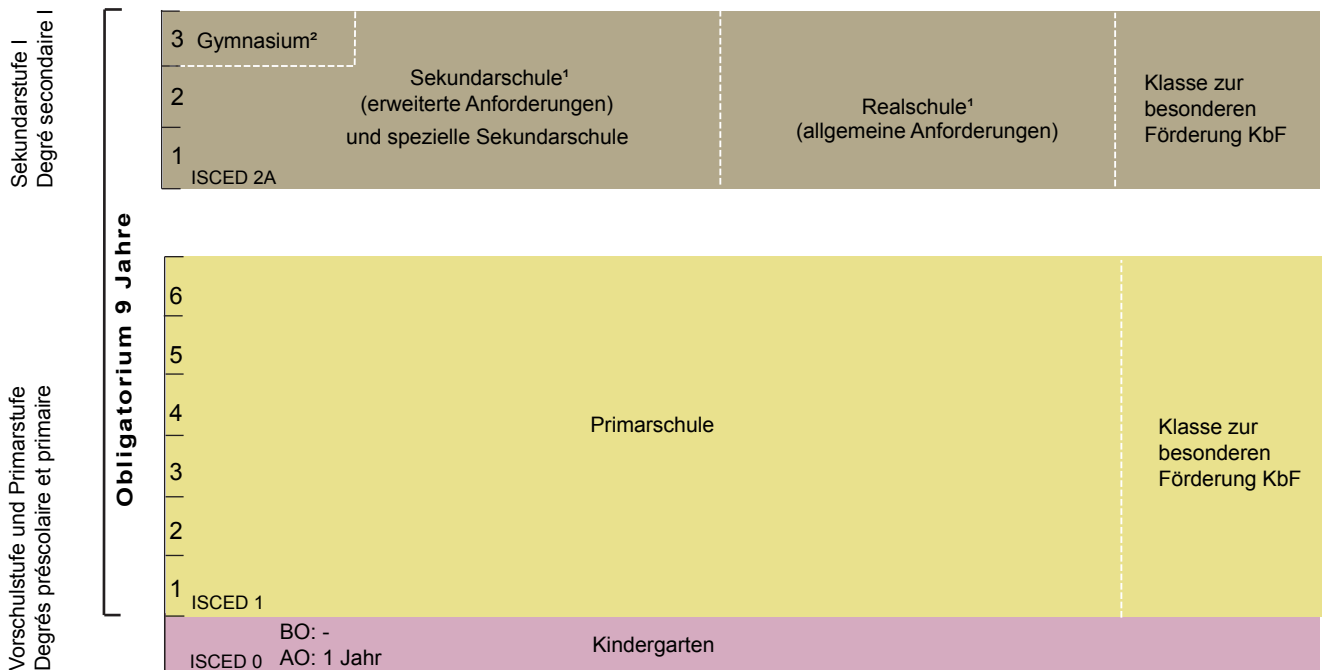 Sekundarstufe I
Degré secondaire I
3
Gymnasium²
2
1
ISCED 2A
Sekundarschule¹
(erweiterte Anforderungen)
und spezielle Sekundarschule
Realschule¹
(allgemeine Anforderungen)
Klasse zur
besonderen
Förderung KbF
Obligatorium 9 Jahre
Vorschulstufe und Primarstufe
Degrés préscolaire et primaire
6
5
4
3
2
1
ISCED 1
Primarschule
Klasse zur
besonderen
Förderung KbF
ISCED 0
BO: -
AO: 1 Jahr
Kindergarten